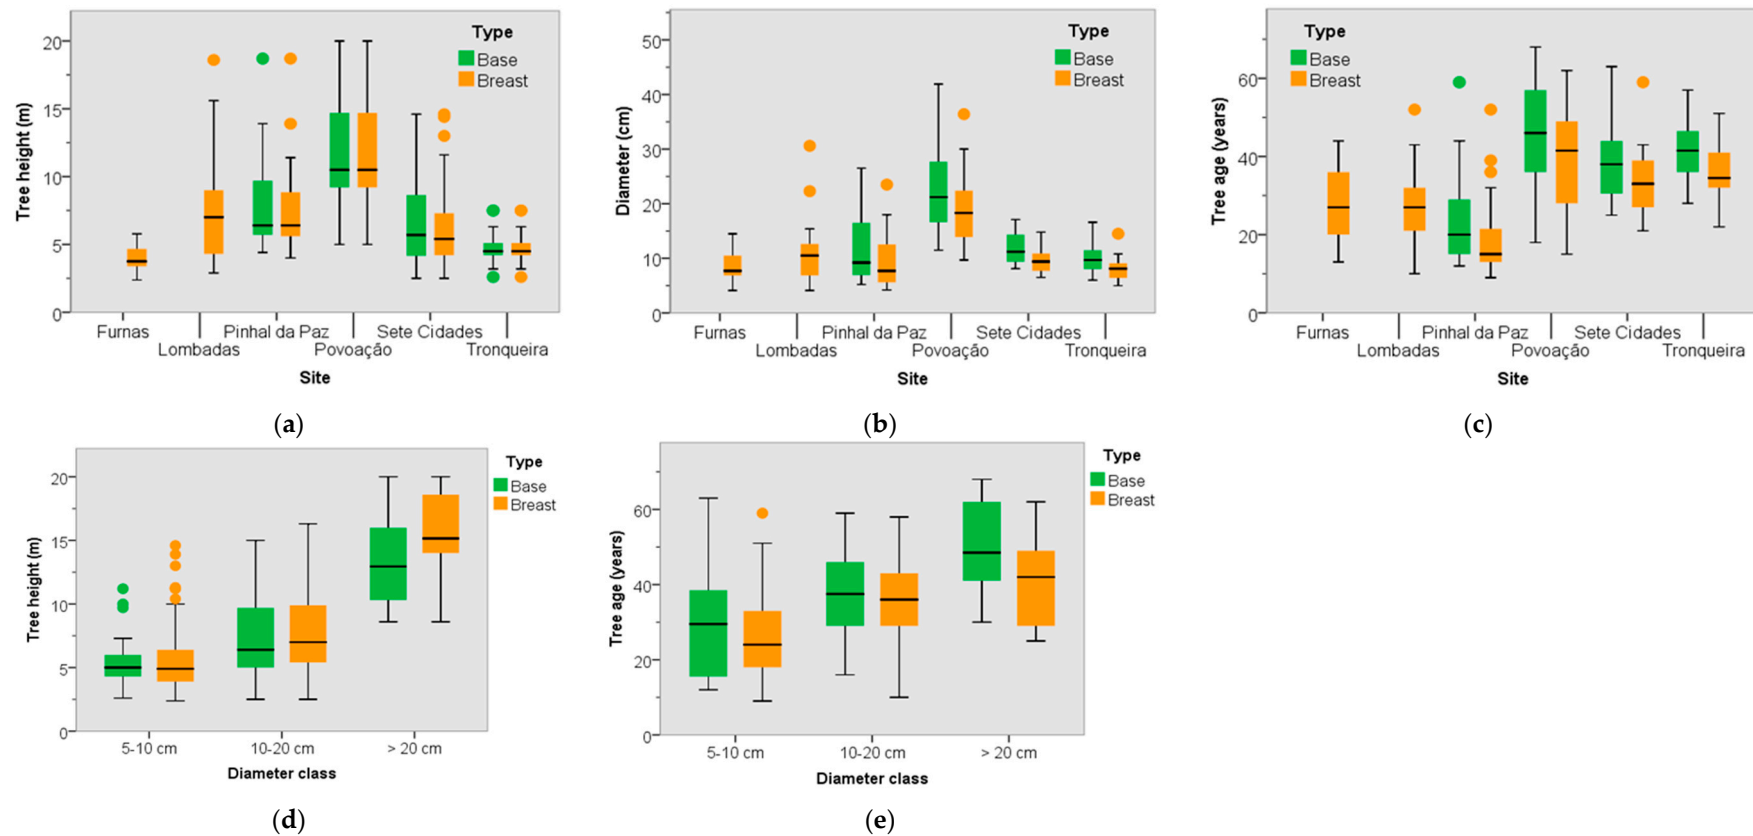 Tree height (m)
20
15
10
5
0
Type
Base
Breast
Furnas
Lombadas
Pinhal da Paz
Povoação
Sete Cidades
Tronqueira
Site
(a)
Diameter (cm)
50
40
30
20
10
0
Type
Base
Breast
Furnas
Lombadas
Pinhal da Paz
Povoação
Sete Cidades
Tronqueira
Site
(b)
Tree age (years)
60
40
20
0
Type
Base
Breast
Furnas
Lombadas
Pinhal da Paz
Povoação
Sete Cidades
Tronqueira
Site
(c)
Tree height (m)
20
15
10
5
0
Type
Base
Breast
5-10 cm
10-20 cm
> 20 cm
Diameter class
(d)
Tree age (years)
60
40
20
0
Type
Base
Breast
5-10 cm
10-20 cm
> 20 cm
Diameter class
(e)